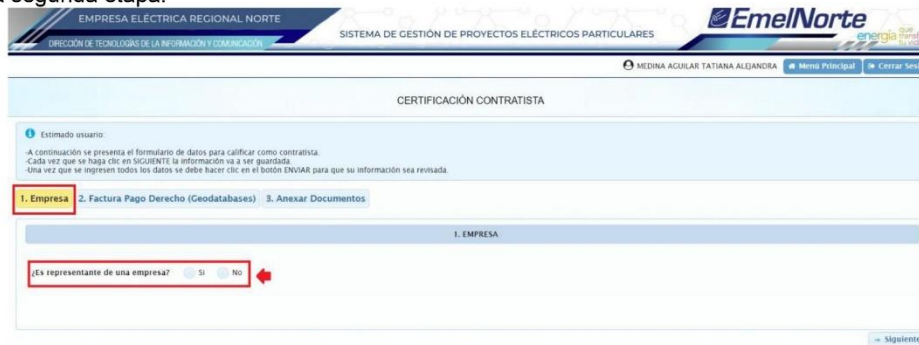 segunda etapa.
EMPRESA ELÉCTRICA REGIONAL NORTE
DIRECCIÓN DE TECNOLOGÍAS DE LA INFORMACIÓN Y COMUNICACIÓN
SISTEMA DE GESTIÓN DE PROYECTOS ELÉCTRICOS PARTICULARES
EmelNorte
energía que
MEDINA AGUILAR TATIANA ALEJANDRA Menú Principal Cerrar Ses
CERTIFICACIÓN CONTRATISTA
Estimado usuario:
-A continuación se presenta el formulario de datos para calificar como contratista.
-Cada vez que se haga clic en SIGUIENTE la información va a ser guardada.
-Una vez que se ingresen todos los datos se debe hacer clic en el botón ENVIAR para que su información sea revisada.
1. Empresa 2. Factura Pago Derecho (Geodatabases) 3. Anexar Documentos
1. EMPRESA
¿Es representante de una empresa? Si No
Siguiente